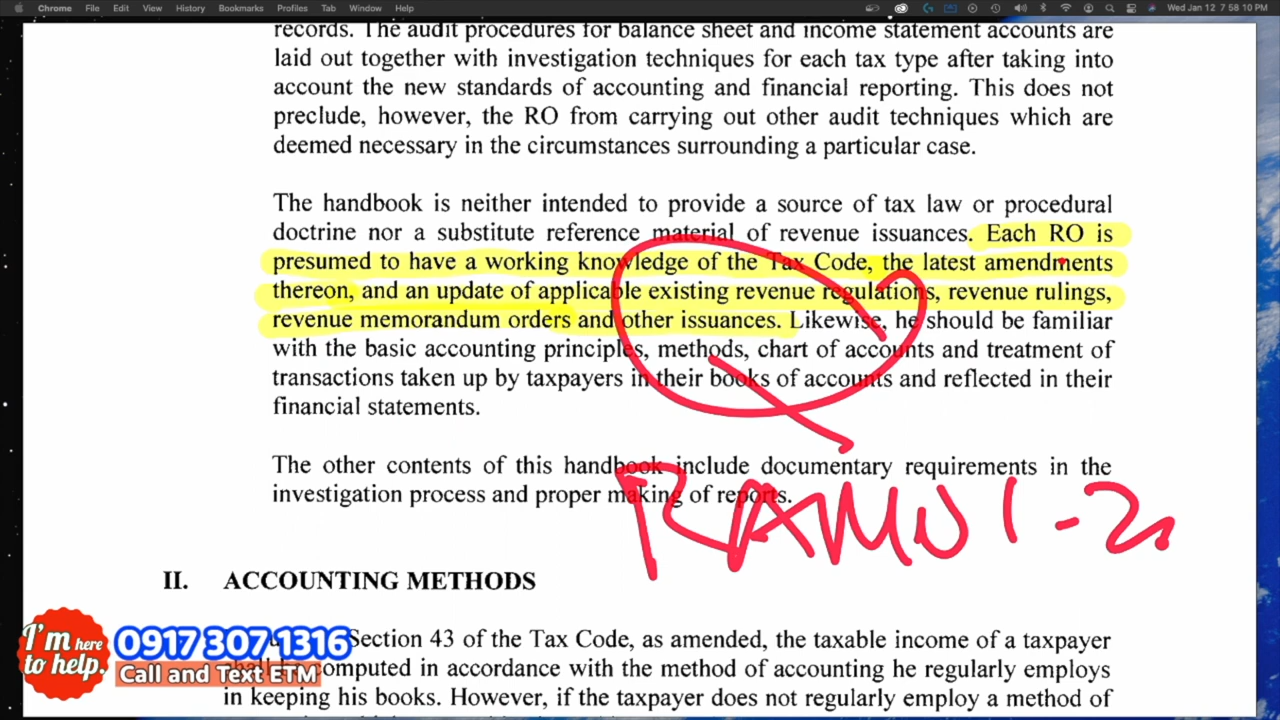 Chrome File Edit View History Bookmarks Profiles Tab Window Help Wed Jan 12 7 58 10 PM
records. The audit procedures for balance sheet and income statement accounts are
laid out together with investigation techniques for each tax type after taking into
account the new standards of accounting and financial reporting. This does not
preclude, however, the RO from carrying out other audit techniques which are
deemed necessary in the circumstances surrounding a particular case.
The handbook is neither intended to provide a source of tax law or procedural
doctrine nor a substitute reference material of revenue issuances. Each RO is
presumed to have a working knowledge of the Tax Code, the latest amendments
thereon, and an update of applicable existing revenue regulations, revenue rulings,
revenue memorandum orders and other issuances. Likewise, he should be familiar
with the basic accounting principles, methods, chart of accounts and treatment of
transactions taken up by taxpayers in their books of accounts and reflected in their
financial statements.
The other contents of this handbook include documentary requirements in the
investigation process and proper making of reports.
RAMO 1-20
II. ACCOUNTING METHODS
Section 43 of the Tax Code, as amended, the taxable income of a taxpayer
computed in accordance with the method of accounting he regularly employs
in keeping his books. However, if the taxpayer does not regularly employ a method of
I'm here
to help.
0917 307 1316
Call and Text ETM